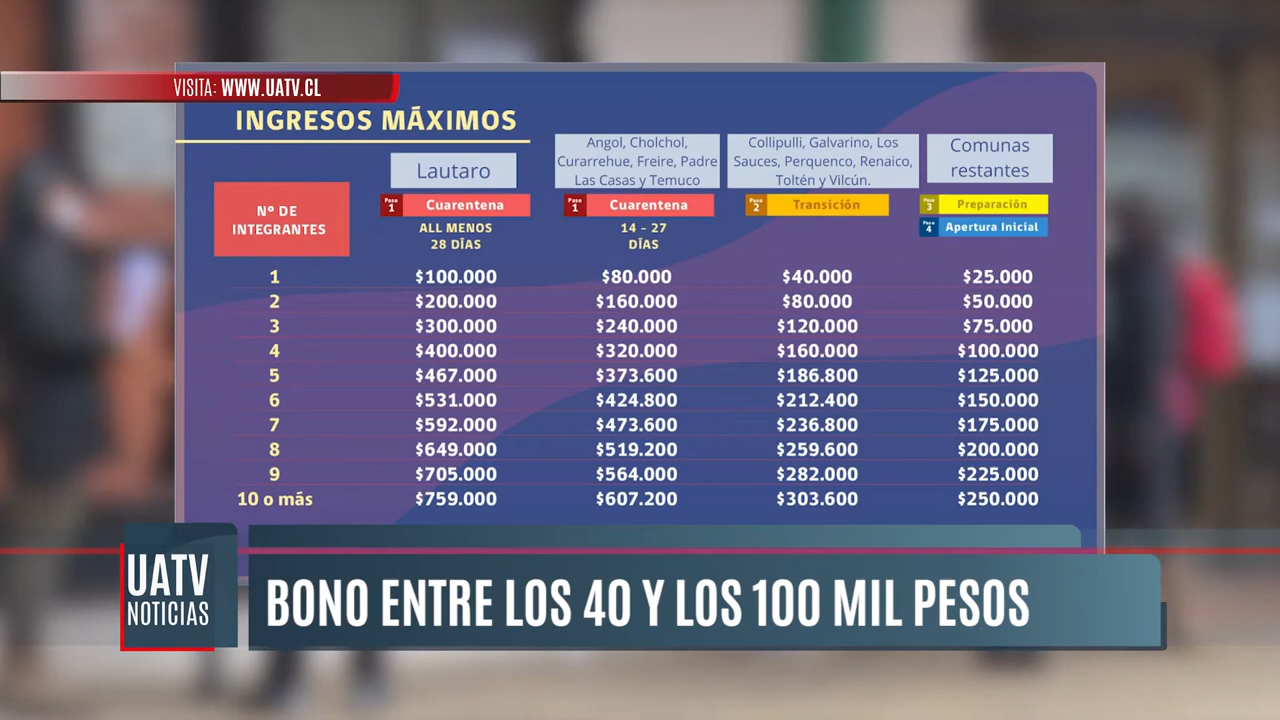 VISITA: WWW.UATV.CL
INGRESOS MÁXIMOS
Nº DE
INTEGRANTES
Lautaro
Paso 1 Cuarentena
ALL MENOS
28 DÍAS
Angol, Cholchol,
Curarrehue, Freire, Padre
Las Casas y Temuco
Paso 1 Cuarentena
14 – 27
DÍAS
Collipulli, Galvarino, Los
Sauces, Perquenco, Renaico,
Toltén y Vilcún.
Paso 2 Transición
Comunas
restantes
Paso 3 Preparación
Paso 4 Apertura Inicial
1 $100.000 $80.000 $40.000 $25.000
2 $200.000 $160.000 $80.000 $50.000
3 $300.000 $240.000 $120.000 $75.000
4 $400.000 $320.000 $160.000 $100.000
5 $467.000 $373.600 $186.800 $125.000
6 $531.000 $424.800 $212.400 $150.000
7 $592.000 $473.600 $236.800 $175.000
8 $649.000 $519.200 $259.600 $200.000
9 $705.000 $564.000 $282.000 $225.000
10 o más $759.000 $607.200 $303.600 $250.000
UATV
NOTICIAS
BONO ENTRE LOS 40 Y LOS 100 MIL PESOS